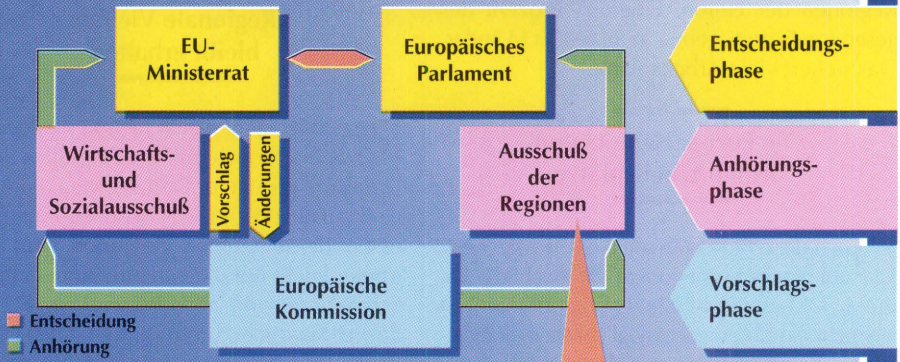 EU-
Ministerrat
Europäisches
Parlament
Entscheidungs-
phase
Wirtschafts-
und
Sozialausschuß
Vorschlag
Änderungen
Ausschuß
der
Regionen
Anhörungs-
phase
Europäische
Kommission
Vorschlags-
phase
Entscheidung
Anhörung